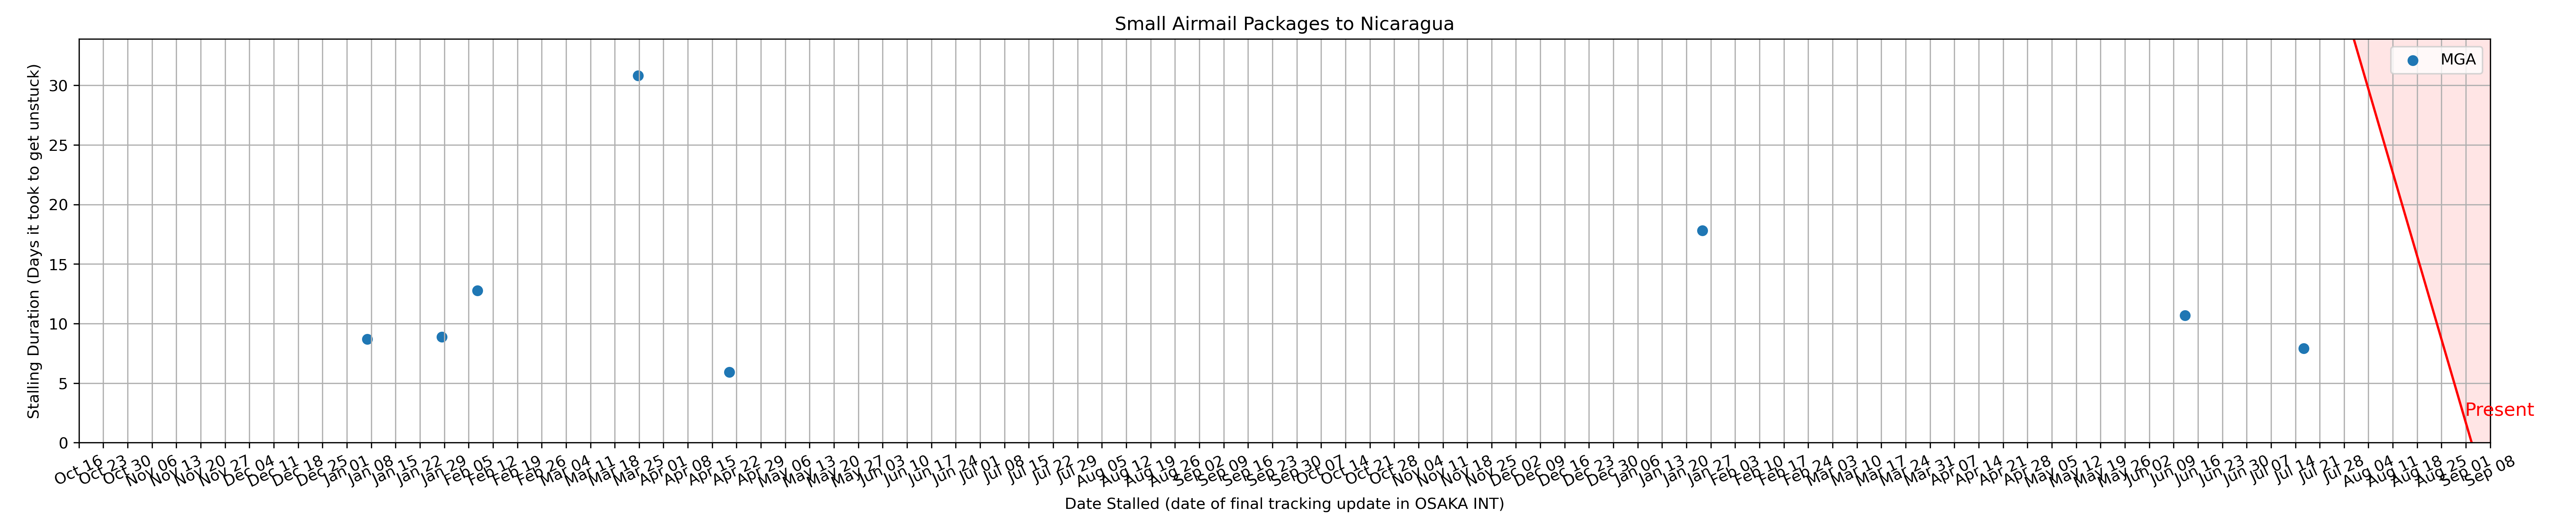 Small Airmail Packages to Nicaragua
Stalling Duration (Days it took to get unstuck)
30
25
20
15
10
5
0
MGA
Present
Oct 16 Oct 23 Oct 30 Nov 06 Nov 13 Nov 20 Nov 27 Dec 04 Dec 11 Dec 18 Dec 25 Jan 01 Jan 08 Jan 15 Jan 22 Jan 29 Feb 05 Feb 12 Feb 19 Feb 26 Mar 04 Mar 11 Mar 18 Mar 25 Apr 01 Apr 08 Apr 15 Apr 22 Apr 29 May 06 May 13 May 20 May 27 Jun 03 Jun 10 Jun 17 Jun 24 Jul 01 Jul 08 Jul 15 Jul 22 Jul 29 Aug 05 Aug 12 Aug 19 Aug 26 Sep 02 Sep 09 Sep 16 Sep 23 Sep 30 Oct 07 Oct 14 Oct 21 Oct 28 Nov 04 Nov 11 Nov 18 Nov 25 Dec 02 Dec 09 Dec 16 Dec 23 Dec 30 Jan 06 Jan 13 Jan 20 Jan 27 Feb 03 Feb 10 Feb 17 Feb 24 Mar 03 Mar 10 Mar 17 Mar 24 Mar 31 Apr 07 Apr 14 Apr 21 Apr 28 May 05 May 12 May 19 May 26 Jun 02 Jun 09 Jun 16 Jun 23 Jun 30 Jul 07 Jul 14 Jul 21 Jul 28 Aug 04 Aug 11 Aug 18 Aug 25 Sep 01 Sep 08
Date Stalled (date of final tracking update in OSAKA INT)